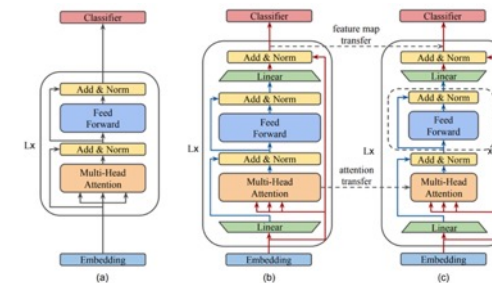 Classifier
Add & Norm
Feed
Forward
Add & Norm
Multi-Head
Attention
Lx
Embedding
(a)
Classifier
Add & Norm
Linear
Add & Norm
Feed
Forward
Add & Norm
Multi-Head
Attention
Linear
Lx
Embedding
(b)
feature map
transfer
attention
transfer
Classifier
Add & Norm
Linear
Add & Norm
Feed
Forward
Add & Norm
Multi-Head
Attention
Linear
Lx
Embedding
(c)